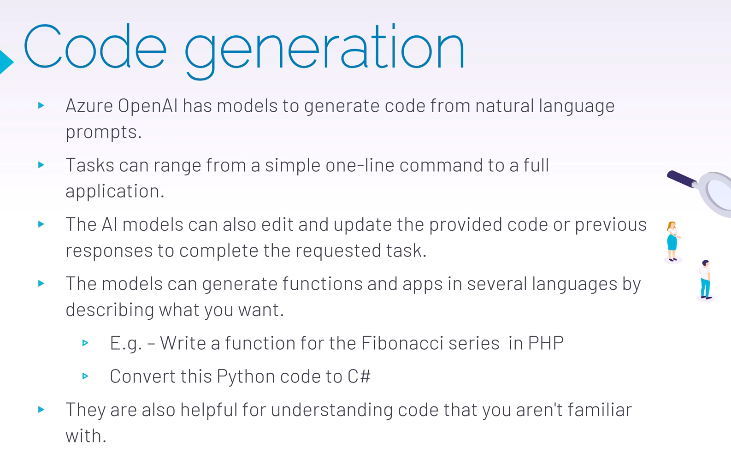 Code generation
Azure OpenAI has models to generate code from natural language
prompts.
Tasks can range from a simple one-line command to a full
application.
The AI models can also edit and update the provided code or previous
responses to complete the requested task.
The models can generate functions and apps in several languages by
describing what you want.
E.g. – Write a function for the Fibonacci series  in PHP
Convert this Python code to C#
They are also helpful for understanding code that you aren't familiar
with.